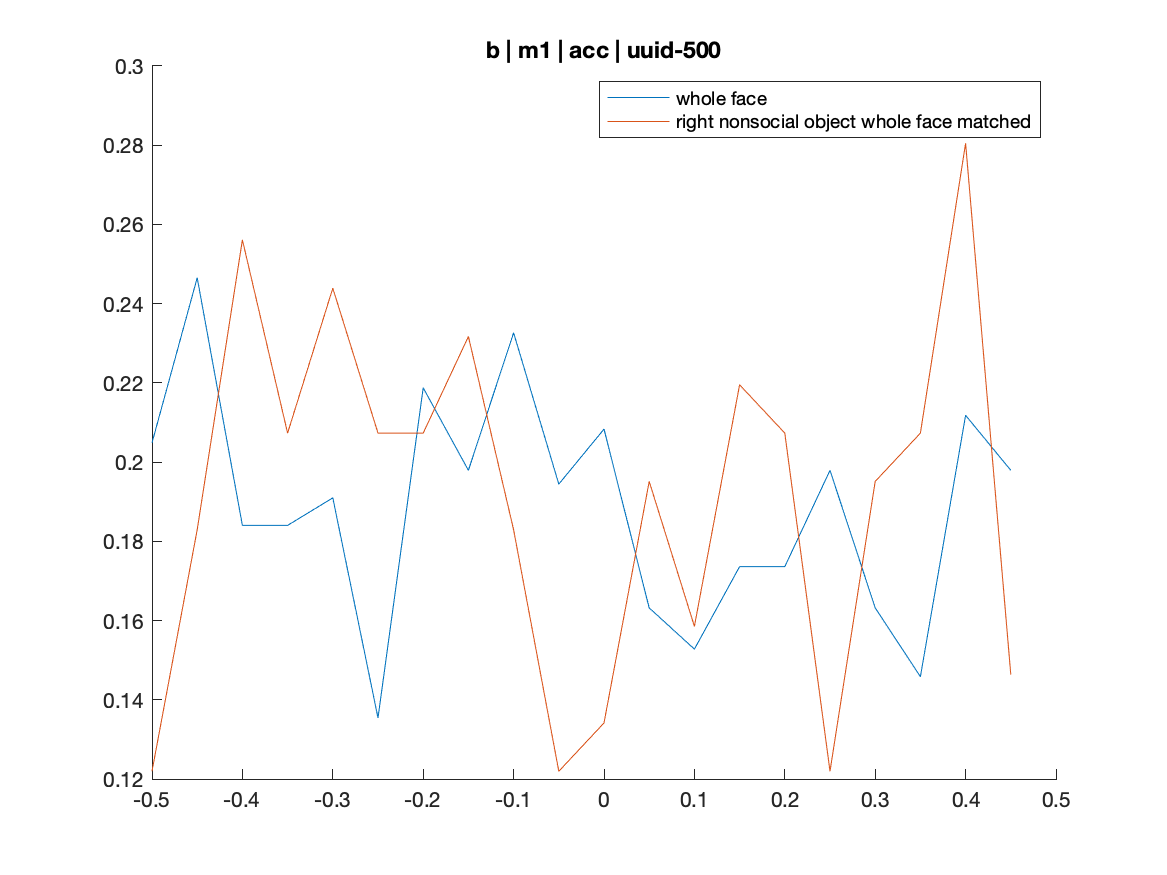 b | m1 | acc | uuid-500
whole face
right nonsocial object whole face matched
0.3
0.28
0.26
0.24
0.22
0.2
0.18
0.16
0.14
0.12
-0.5 -0.4 -0.3 -0.2 -0.1 0 0.1 0.2 0.3 0.4 0.5